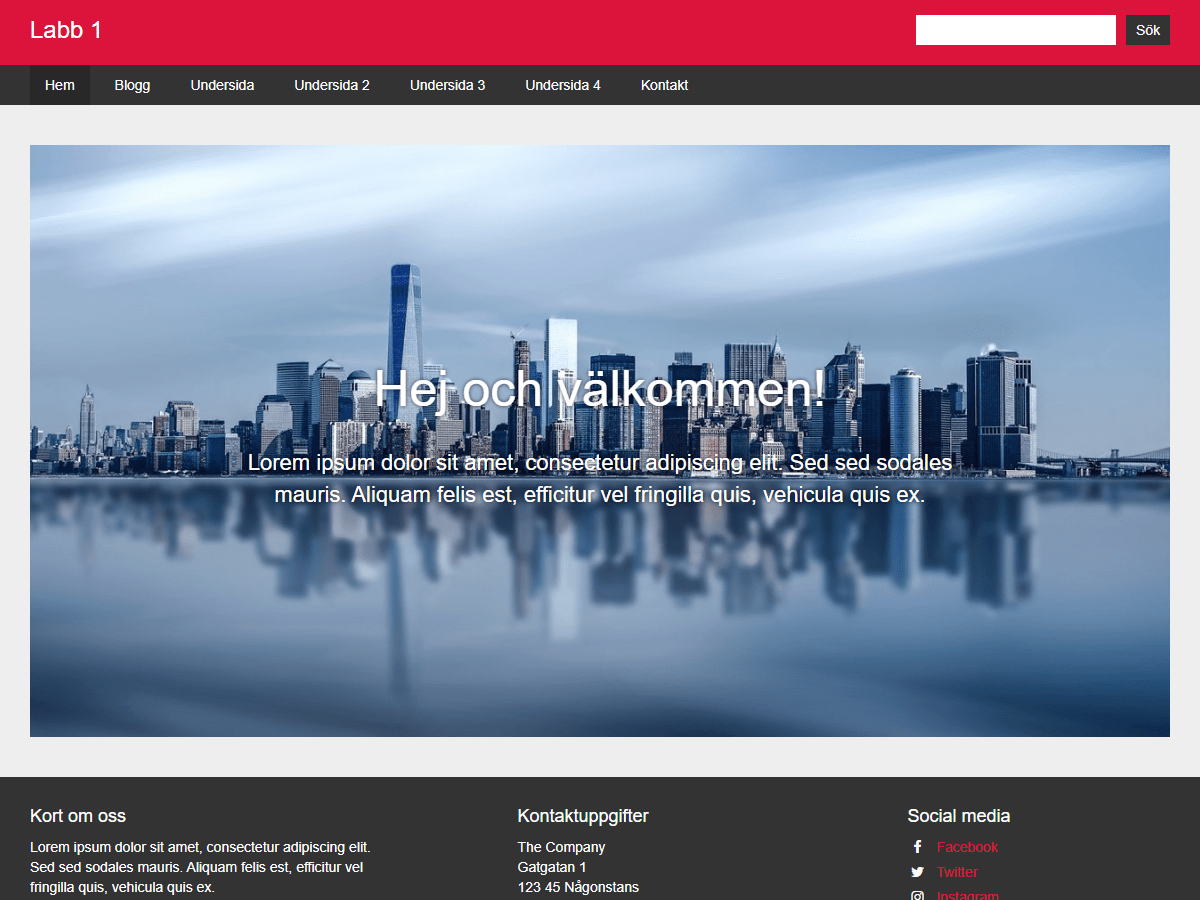 Labb 1
Sök
Hem Blogg Undersida Undersida 2 Undersida 3 Undersida 4 Kontakt
Hej och välkommen!
Lorem ipsum dolor sit amet, consectetur adipiscing elit. Sed sed sodales
mauris. Aliquam felis est, efficitur vel fringilla quis, vehicula quis ex.
Kort om oss
Lorem ipsum dolor sit amet, consectetur adipiscing elit.
Sed sed sodales mauris. Aliquam felis est, efficitur vel
fringilla quis, vehicula quis ex.
Kontaktuppgifter
The Company
Gatgatan 1
123 45 Någonstans
Social media
Facebook
Twitter
Instagram